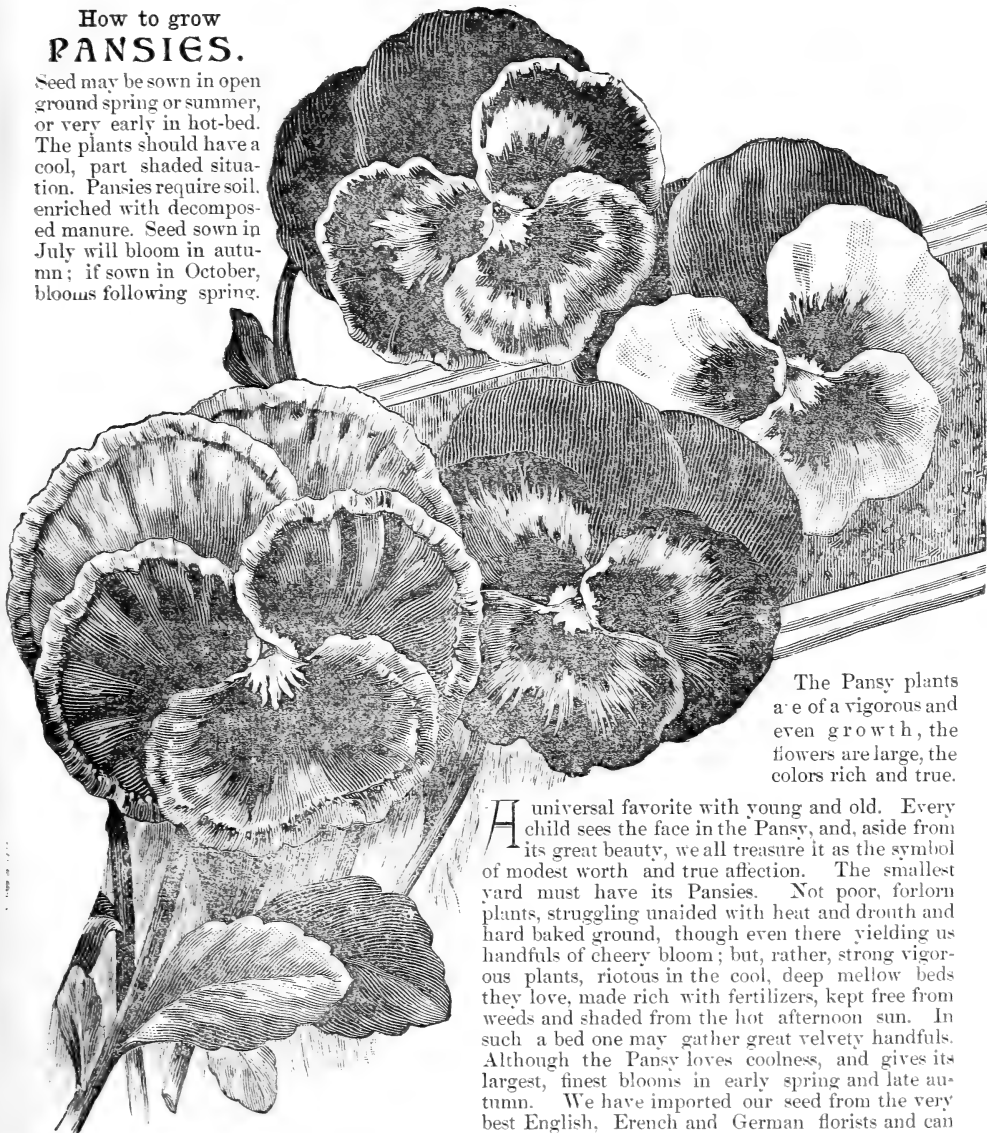 How to grow
PANSIES.
Seed may be sown in open
ground spring or summer,
or very early in hot-bed.
The plants should have a
cool, part shaded situa-
tion. Pansies require soil.
enriched with decompos-
ed manure. Seed sown in
July will bloom in autu-
mn; if sown in October,
blooms following spring.
The Pansy plants
a e of a vigorous and
even growth, the
flowers are large, the
colors rich and true.
A universal favorite with young and old. Every
child sees the face in the Pansy, and, aside from
its great beauty, we all treasure it as the symbol
of modest worth and true affection. The smallest
yard must have its Pansies. Not poor, forlorn
plants, struggling unaided with heat and drouth and
hard baked ground, though even there yielding us
handfuls of cheery bloom; but, rather, strong vigor-
ous plants, riotous in the cool, deep mellow beds
they love, made rich with fertilizers, kept free from
weeds and shaded from the hot afternoon sun. In
such a bed one may gather great velvety handfuls.
Although the Pansy loves coolness, and gives its
largest, finest blooms in early spring and late au-
tumn. We have imported our seed from the very
best English, Erench and German florists and can